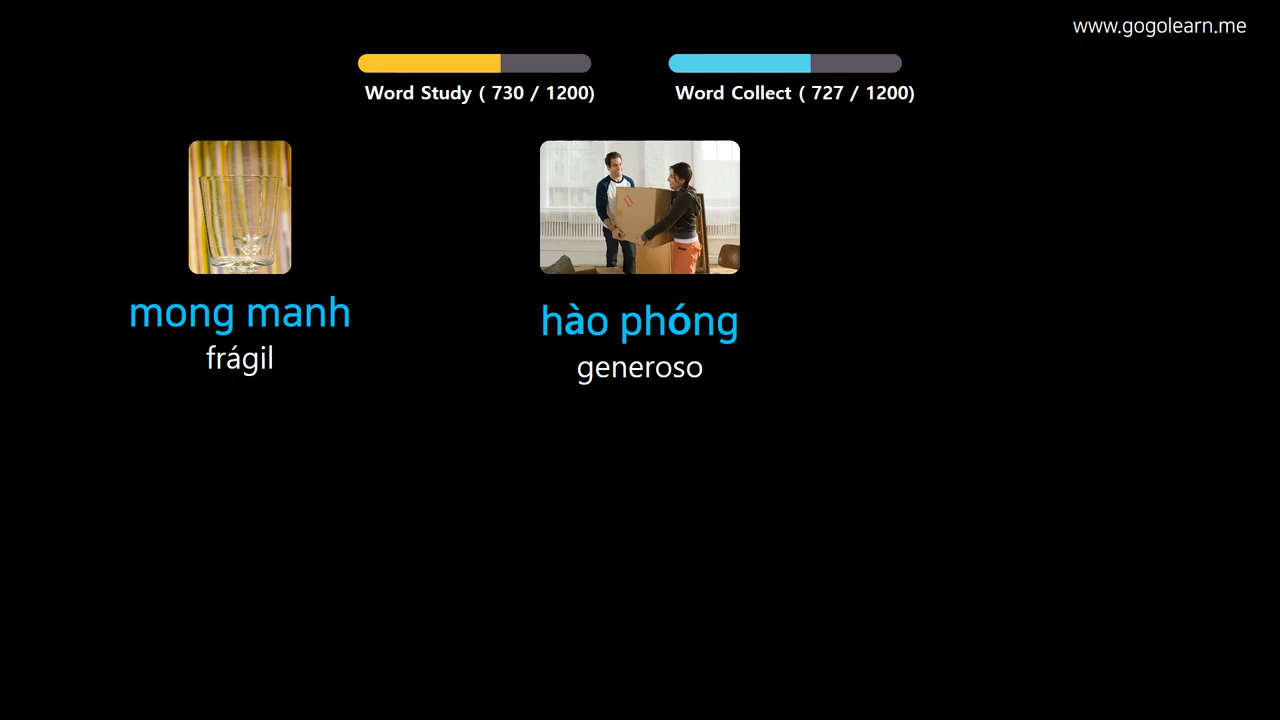 www.gogolearn.me
Word Study ( 730 / 1200)
Word Collect ( 727 / 1200)
mong manh
frágil
hào phóng
generoso